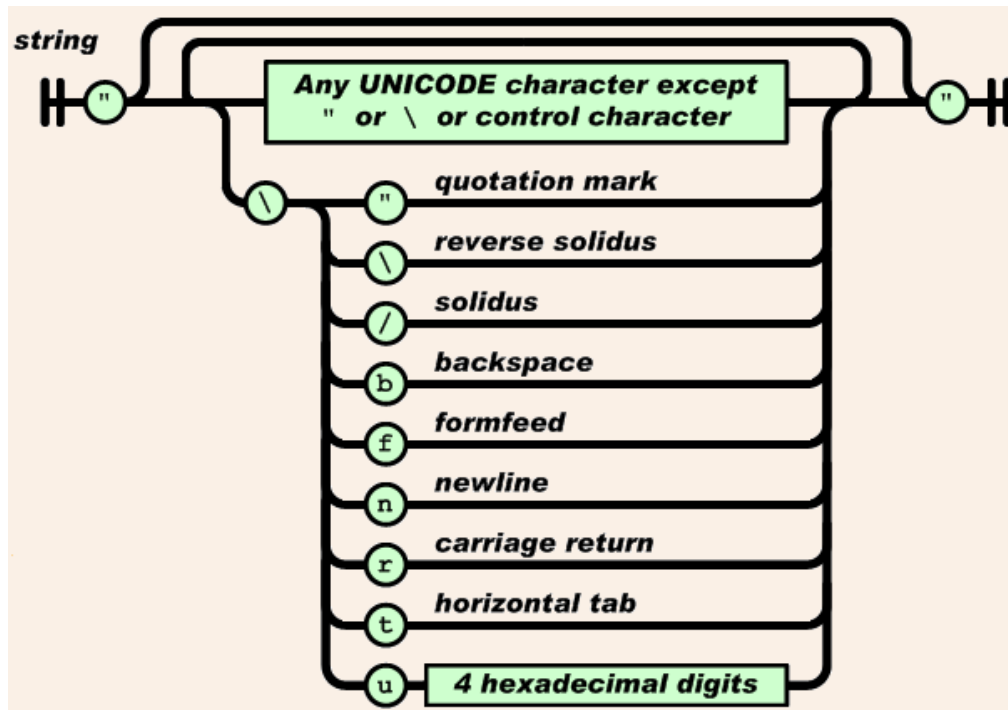 string
" Any UNICODE character except "
" or \ or control character
\ " quotation mark
\ reverse solidus
/ solidus
b backspace
f formfeed
n newline
r carriage return
t horizontal tab
u 4 hexadecimal digits